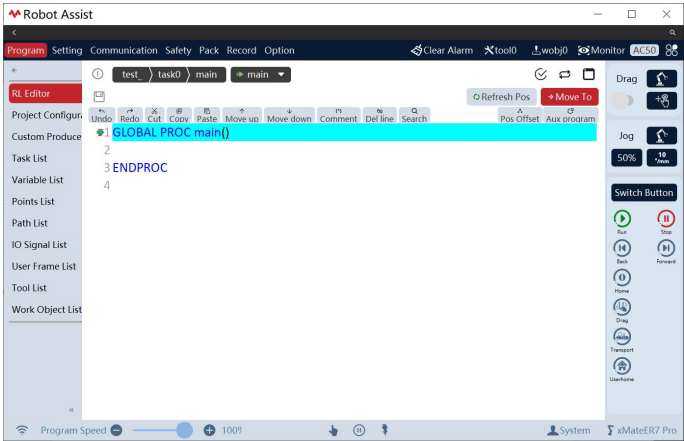 Robot Assist
Program Setting Communication Safety Pack Record Option Clear Alarm tool0 wobj0 Monitor AC50
RL Editor
Project Configura
Custom Produce
Task List
Variable List
Points List
Path List
IO Signal List
User Frame List
Tool List
Work Object List
test_ task0 main main
Refresh Pos Move To
Undo Redo Cut Copy Paste Move up Move down Comment Del line Search Pos Offset Aux program
1 GLOBAL PROC main()
2
3 ENDPROC
4
Drag
Jog
50% 10 °/mm
Switch Button
Run Stop
Back Forward
Home
Drag
Transport
Userhome
Program Speed 100% System xMateER7 Pro